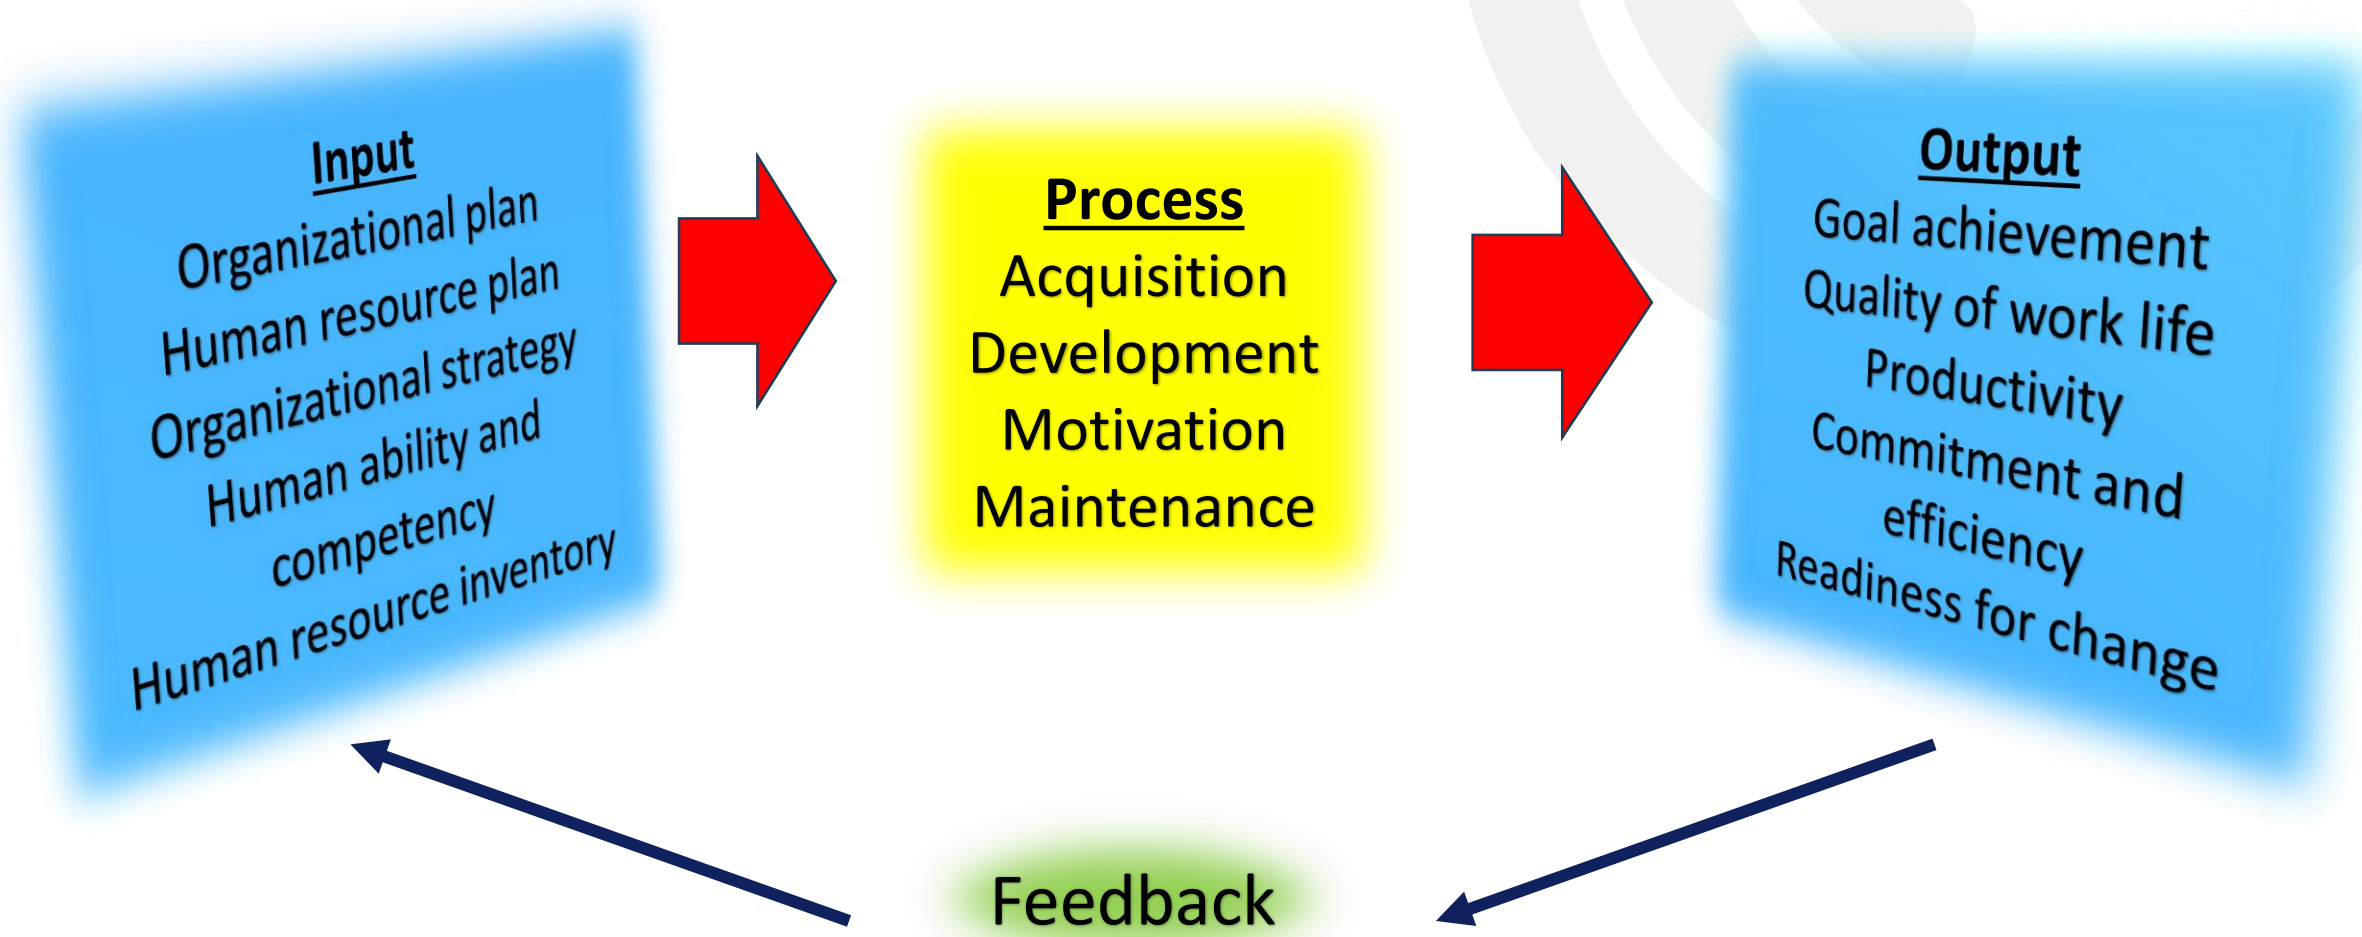 Input
Organizational plan
Human resource plan
Organizational strategy
Human ability and
competency
Human resource inventory
Process
Acquisition
Development
Motivation
Maintenance
Output
Goal achievement
Quality of work life
Productivity
Commitment and
efficiency
Readiness for change
Feedback